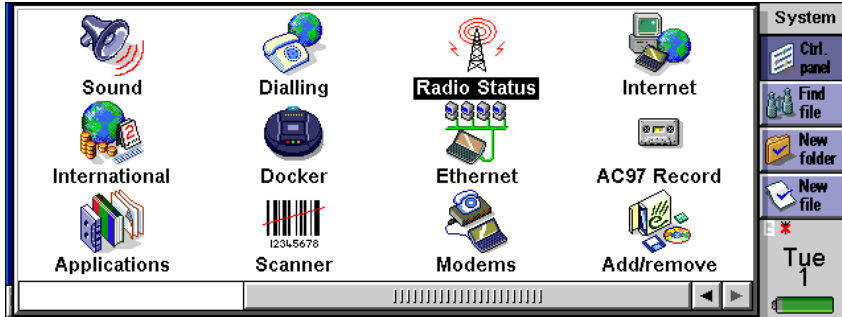 Sound
Dialling
Radio Status
Internet
International
Docker
Ethernet
AC97 Record
Applications
12345678
Scanner
Modems
Add/remove
System
Ctrl.
panel
Find
file
New
folder
New
file
Tue
1